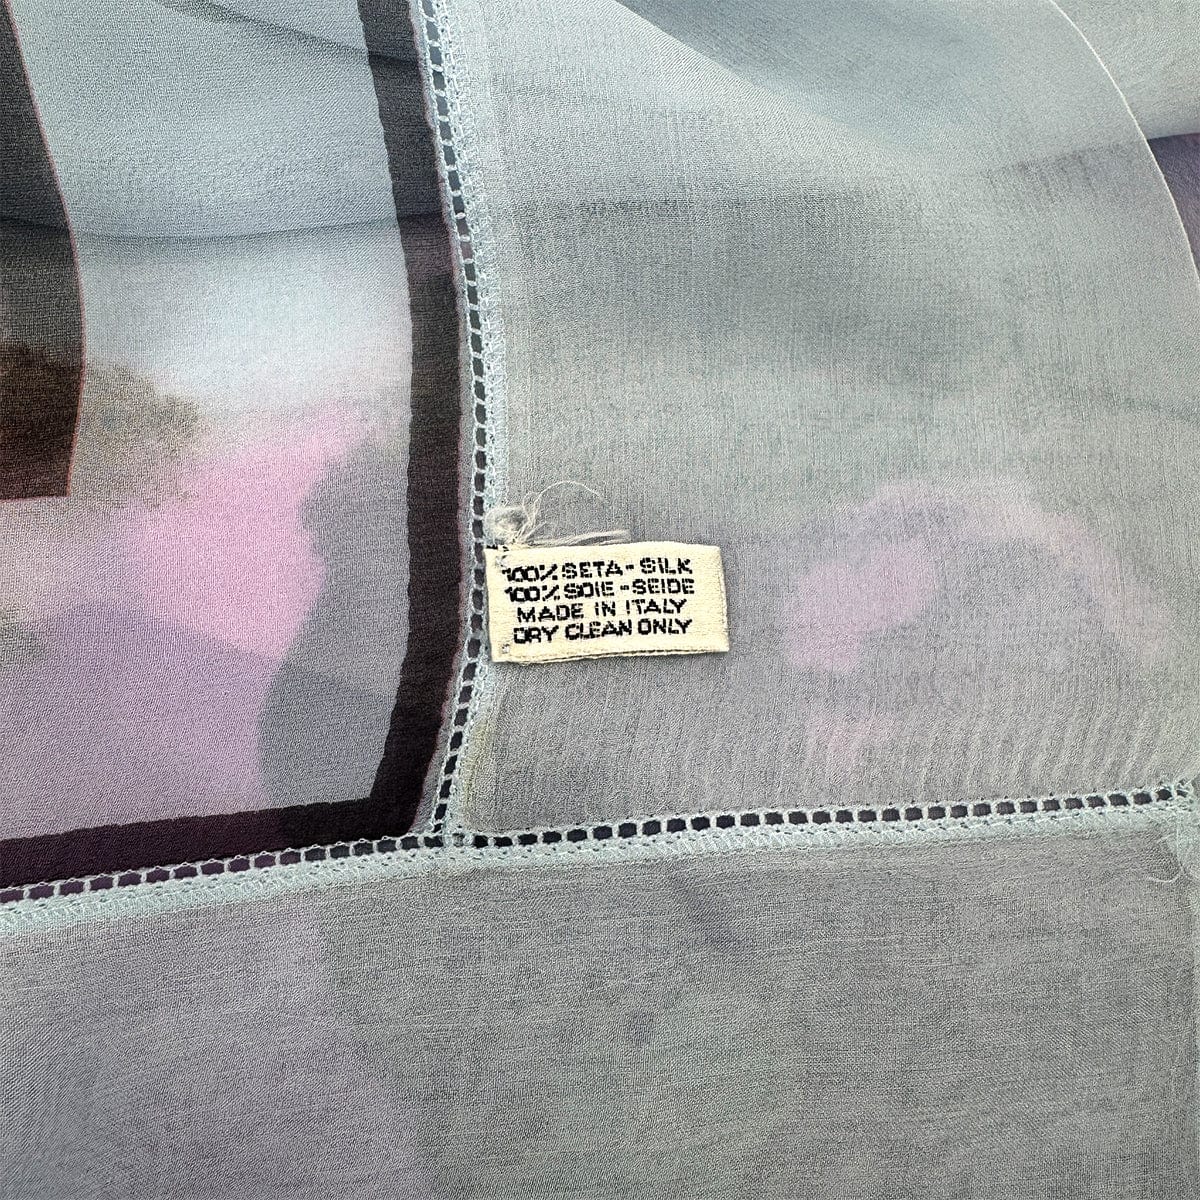 100% SETA - SILK
100% SOIE - SEIDE
MADE IN ITALY
DRY CLEAN ONLY